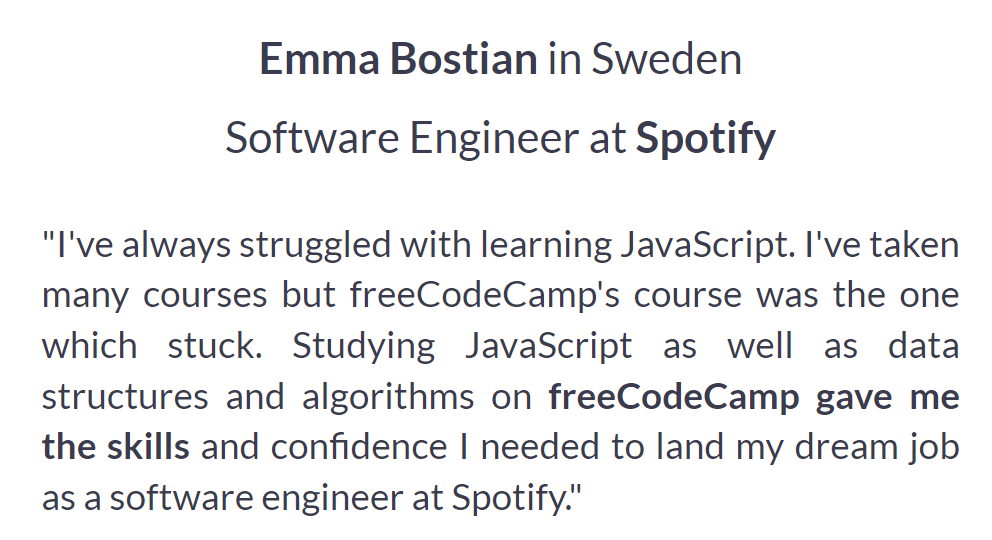 Emma Bostian in Sweden
Software Engineer at Spotify
"I've always struggled with learning JavaScript. I've taken
many courses but freeCodeCamp's course was the one
which stuck. Studying JavaScript as well as data
structures and algorithms on freeCodeCamp gave me
the skills and confidence I needed to land my dream job
as a software engineer at Spotify."